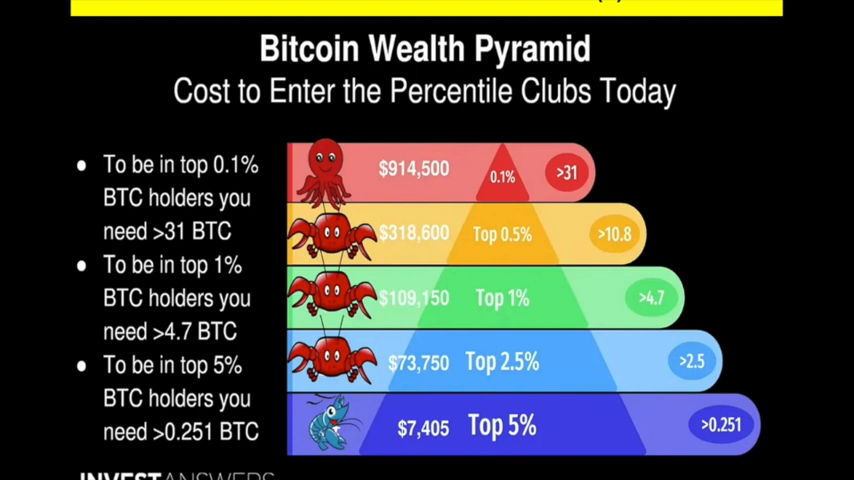 Bitcoin Wealth Pyramid
Cost to Enter the Percentile Clubs Today
• To be in top 0.1%
BTC holders you
need >31 BTC
• To be in top 1%
BTC holders you
need >4.7 BTC
• To be in top 5%
BTC holders you
need >0.251 BTC
$914,500 0.1% >31
$318,600 Top 0.5% >10.8
$109,150 Top 1% >4.7
$73,750 Top 2.5% >2.5
$7,405 Top 5% >0.251
INVESTANSWERS